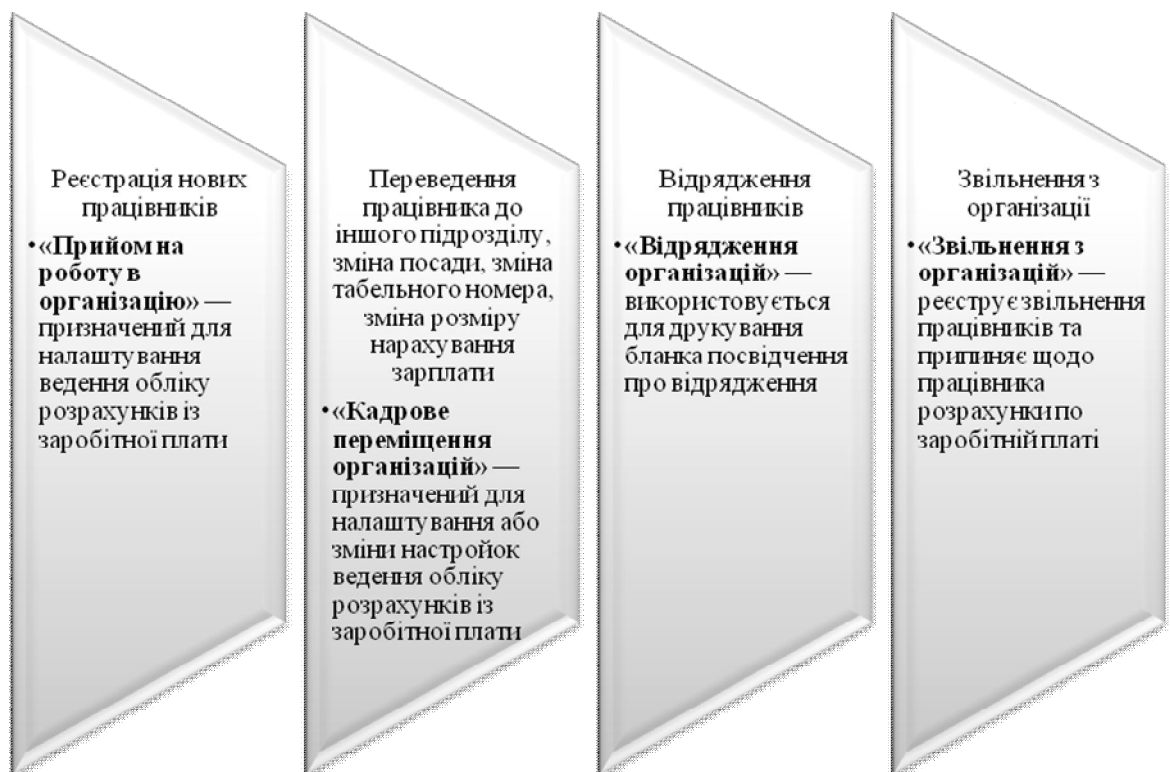 Реєстрація нових
працівників
•«Прийом на
роботу в
організацію» —
призначений для
налаштування
ведення обліку
розрахунків із
заробітної плати
Переведення
працівника до
іншого підрозділу,
зміна посади, зміна
табельного номера,
зміна розміру
нарахування
зарплати
•«Кадрове
переміщення
організацій» —
призначений для
налаштування або
зміни настройок
ведення обліку
розрахунків із
заробітної плати
Відрядження
працівників
•«Відрядження
організацій» —
використовується
для друкування
бланка посвідчення
про відрядження
Звільнення з
організації
•«Звільнення з
організацій» —
реєструє звільнення
працівників та
припиняє щодо
працівника
розрахунки по
заробітній платі